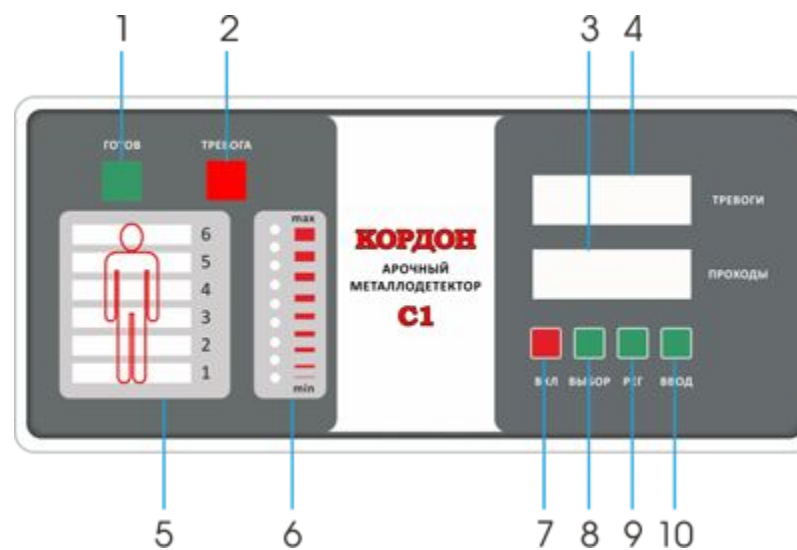 1 2 3 4
ГОТОВ ТРЕВОГА
max
6
5
4
3
2
1
min
КОРДОН
АРОЧНЫЙ
МЕТАЛЛОДЕТЕКТОР
С1
ТРЕВОГИ
ПРОХОДЫ
ВКЛ ВЫБОР РЕГ ВВОД
5 6 7 8 9 10